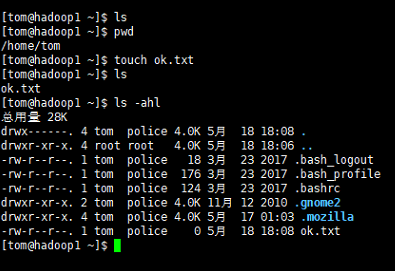 [tom@hadoop1 ~]$ ls
[tom@hadoop1 ~]$ pwd
/home/tom
[tom@hadoop1 ~]$ touch ok.txt
[tom@hadoop1 ~]$ ls
ok.txt
[tom@hadoop1 ~]$ ls -ahl
总用量 28K
drwx------. 4 tom  police 4.0K 5月  18 18:08 .
drwxr-xr-x. 4 root root   4.0K 5月  18 18:06 ..
-rw-r--r--. 1 tom  police   18 3月  23 2017 .bash_logout
-rw-r--r--. 1 tom  police  176 3月  23 2017 .bash_profile
-rw-r--r--. 1 tom  police  124 3月  23 2017 .bashrc
drwxr-xr-x. 2 tom  police 4.0K 11月 12 2010 .gnome2
drwxr-xr-x. 4 tom  police 4.0K 5月  17 01:03 .mozilla
-rw-r--r--. 1 tom  police    0 5月  18 18:08 ok.txt
[tom@hadoop1 ~]$